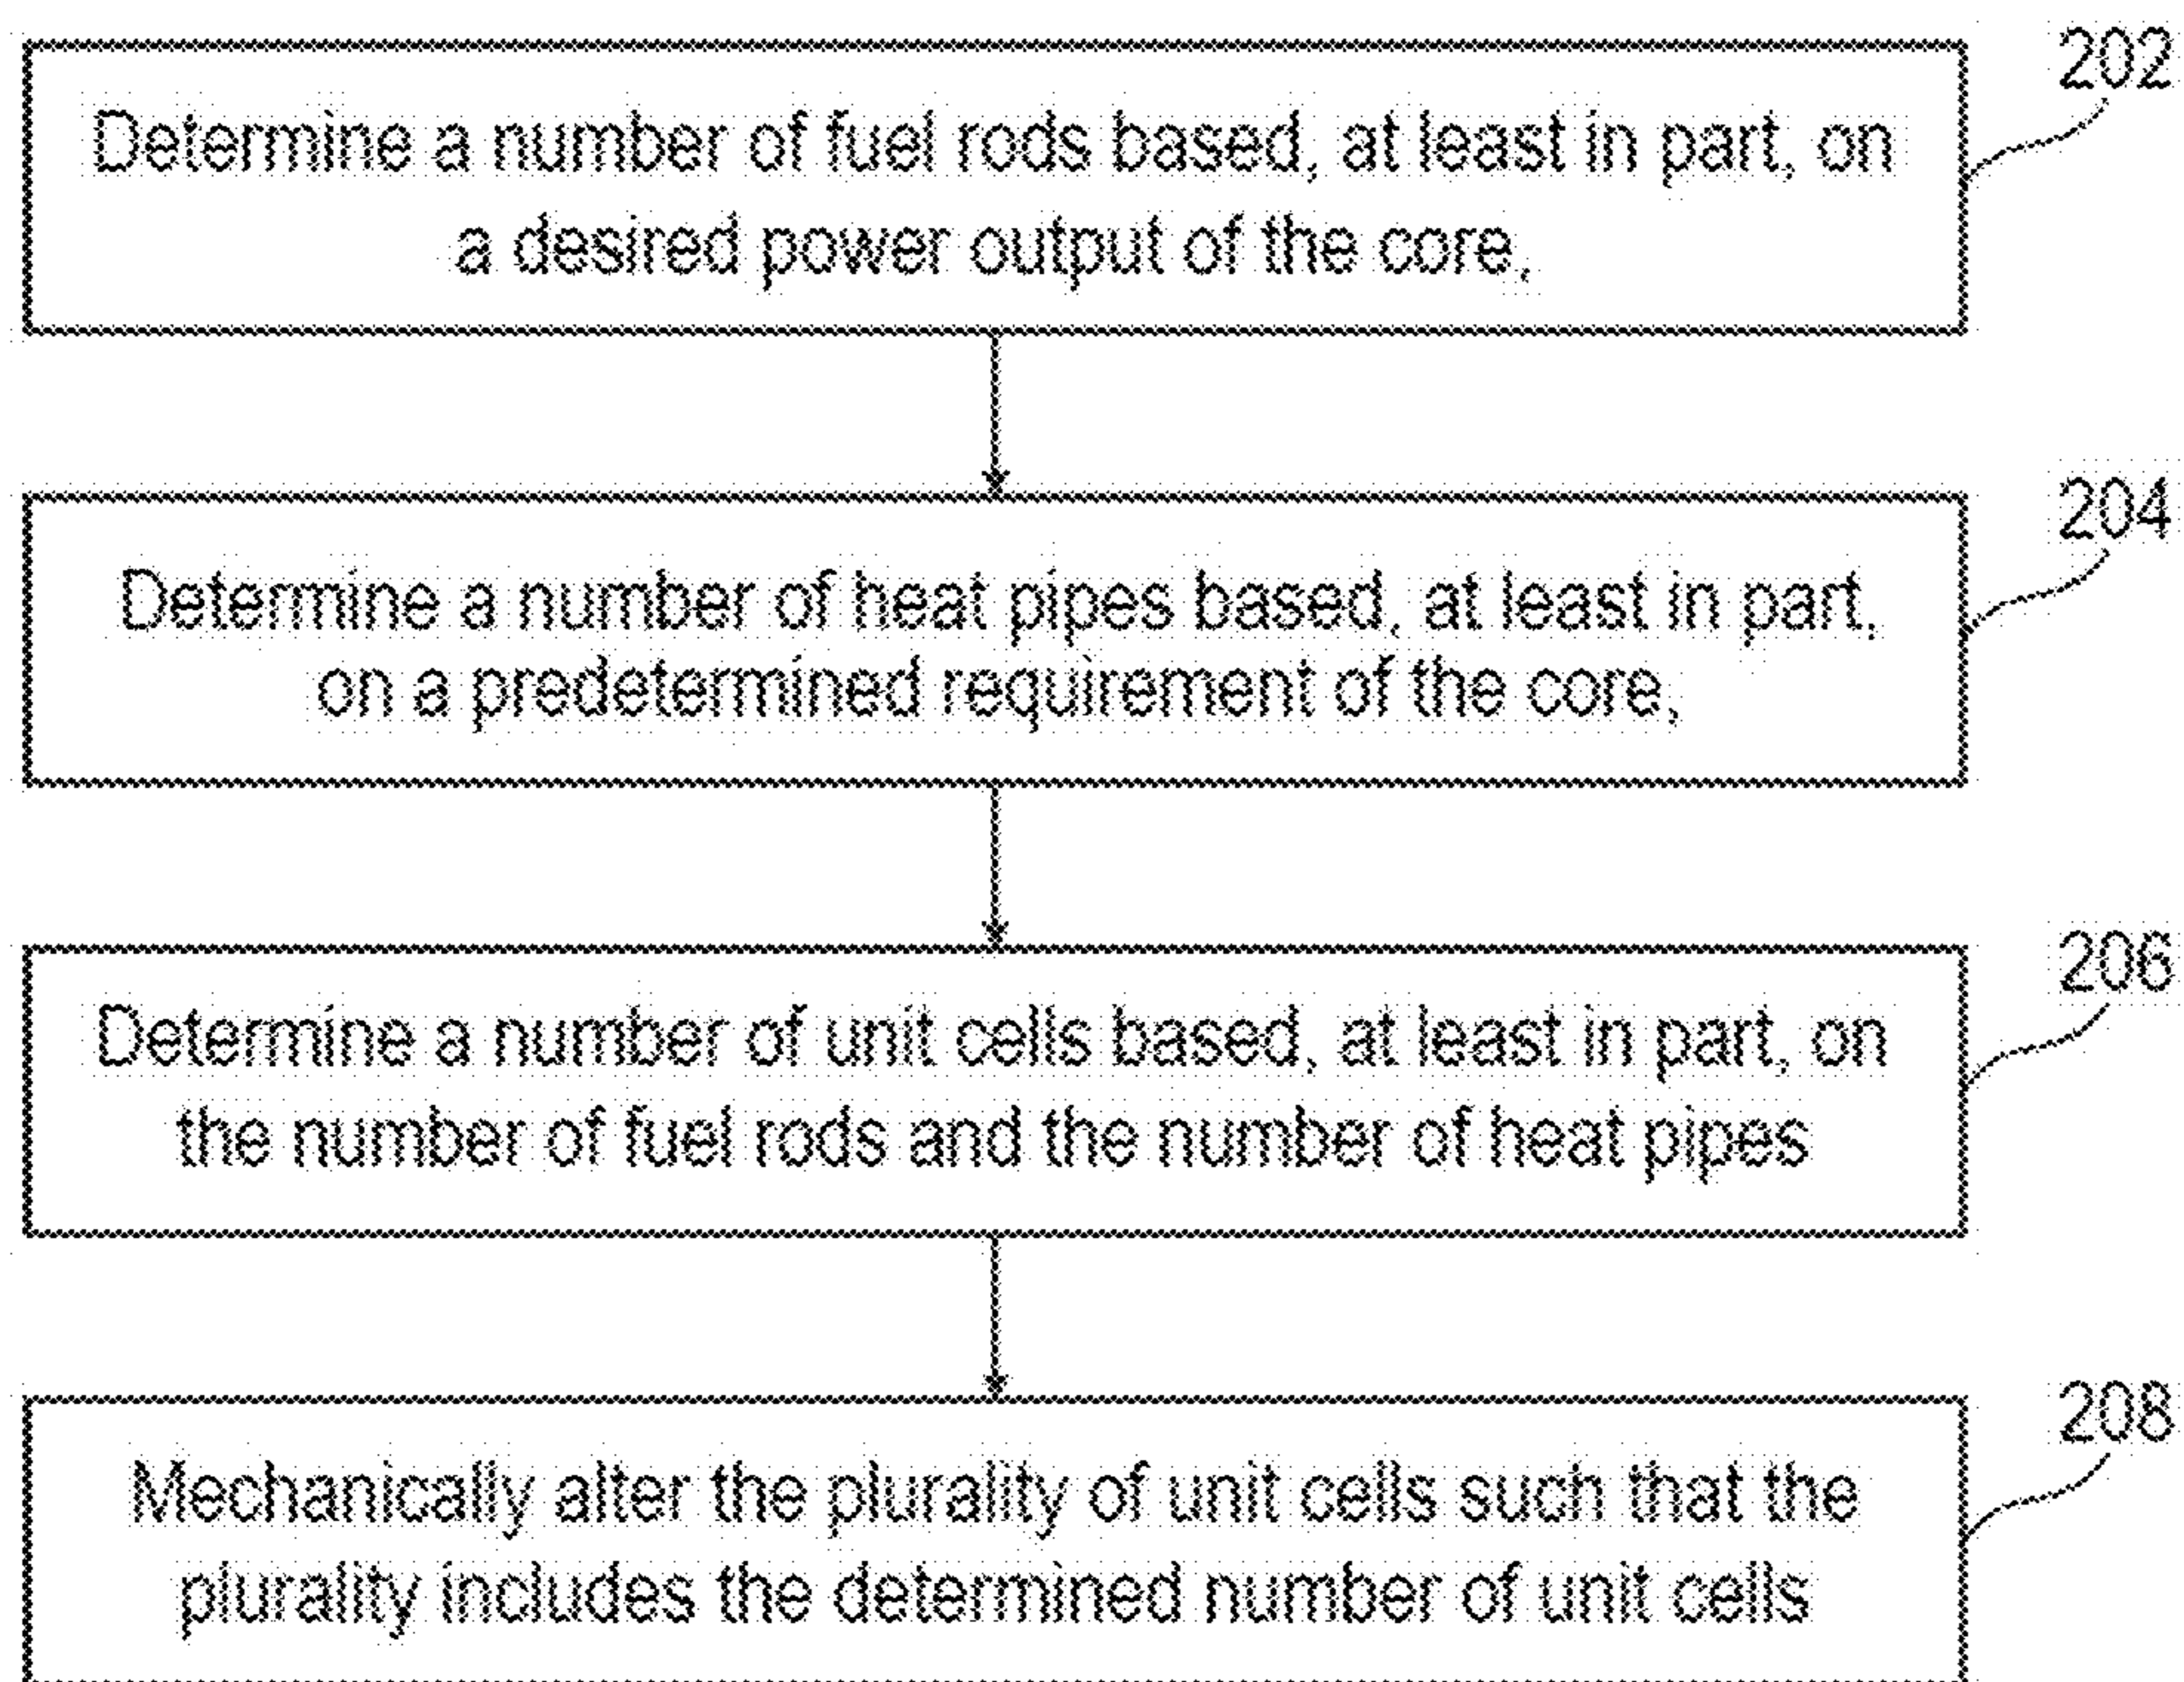 202
Determine a number of fuel rods based, at least in part, on
a desired power output of the core,
204
Determine a number of heat pipes based, at least in part,
on a predetermined requirement of the core,
206
Determine a number of unit cells based, at least in part, on
the number of fuel rods and the number of heat pipes
208
Mechanically alter the plurality of unit cells such that the
plurality includes the determined number of unit cells